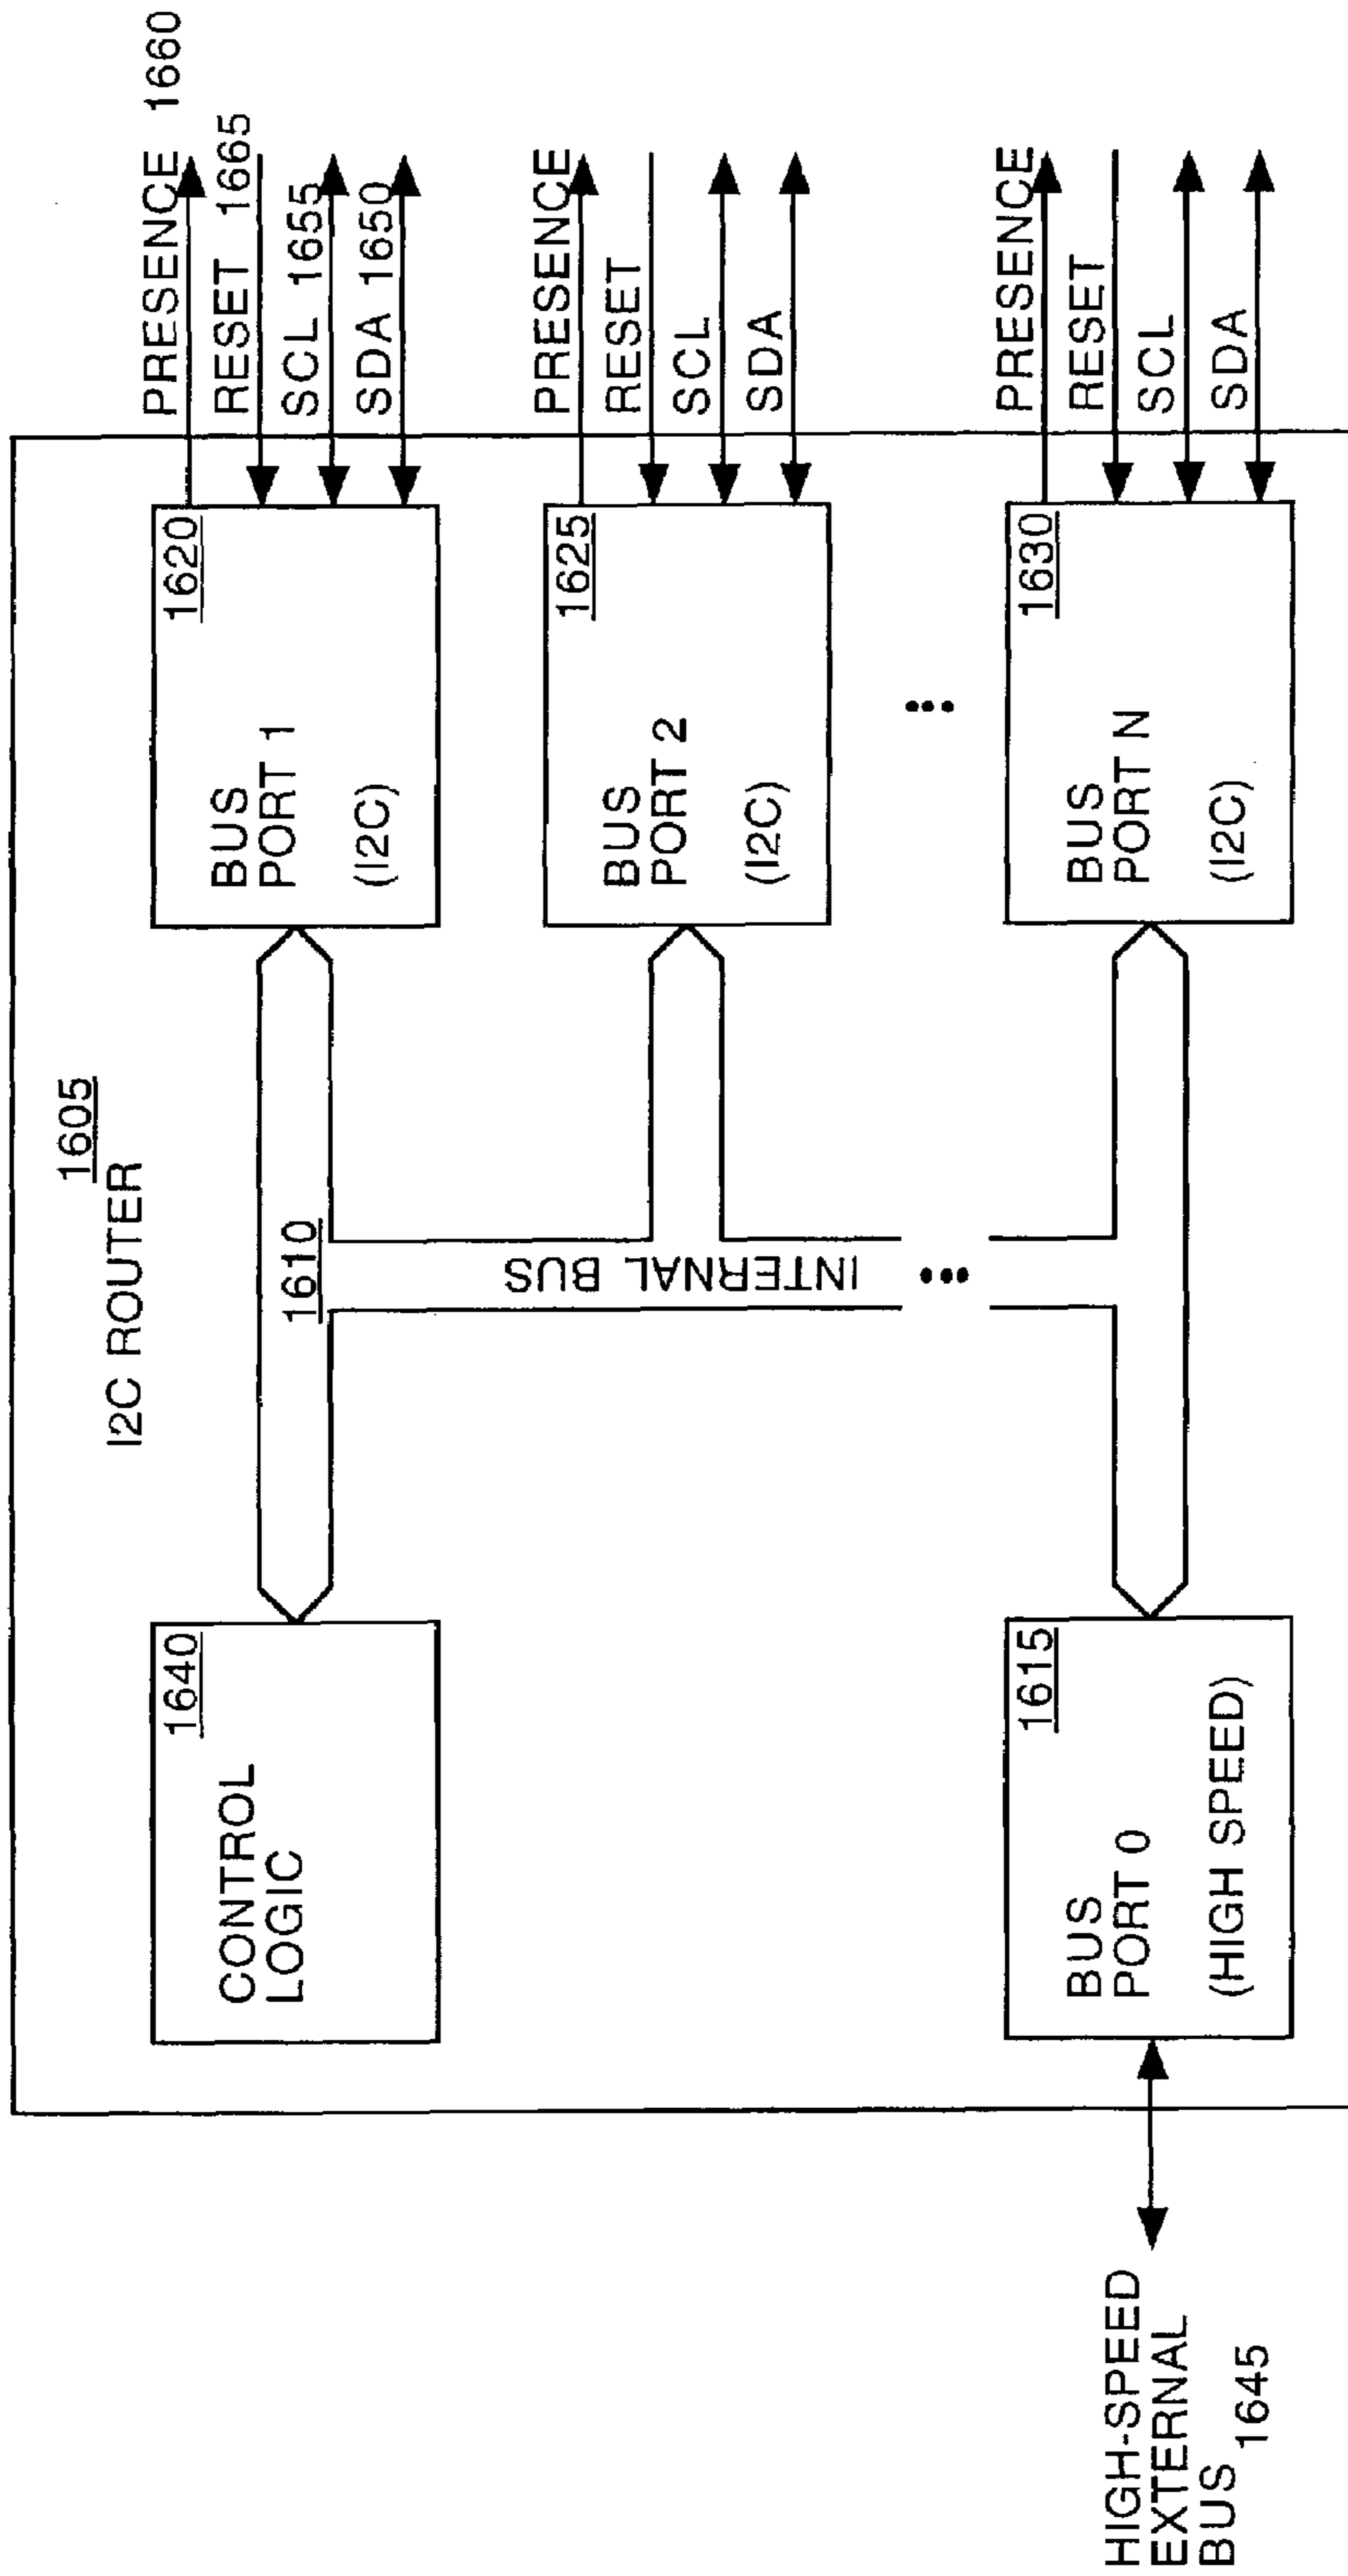 1605
I2C ROUTER
1640
CONTROL
LOGIC
1610
INTERNAL BUS
1620
BUS
PORT 1
(I2C)
PRESENCE 1660
RESET 1665
SCL 1655
SDA 1650
1625
BUS
PORT 2
(I2C)
PRESENCE
RESET
SCL
SDA
1615
BUS
PORT 0
(HIGH SPEED)
1630
BUS
PORT N
(I2C)
PRESENCE
RESET
SCL
SDA
HIGH-SPEED
EXTERNAL
BUS 1645